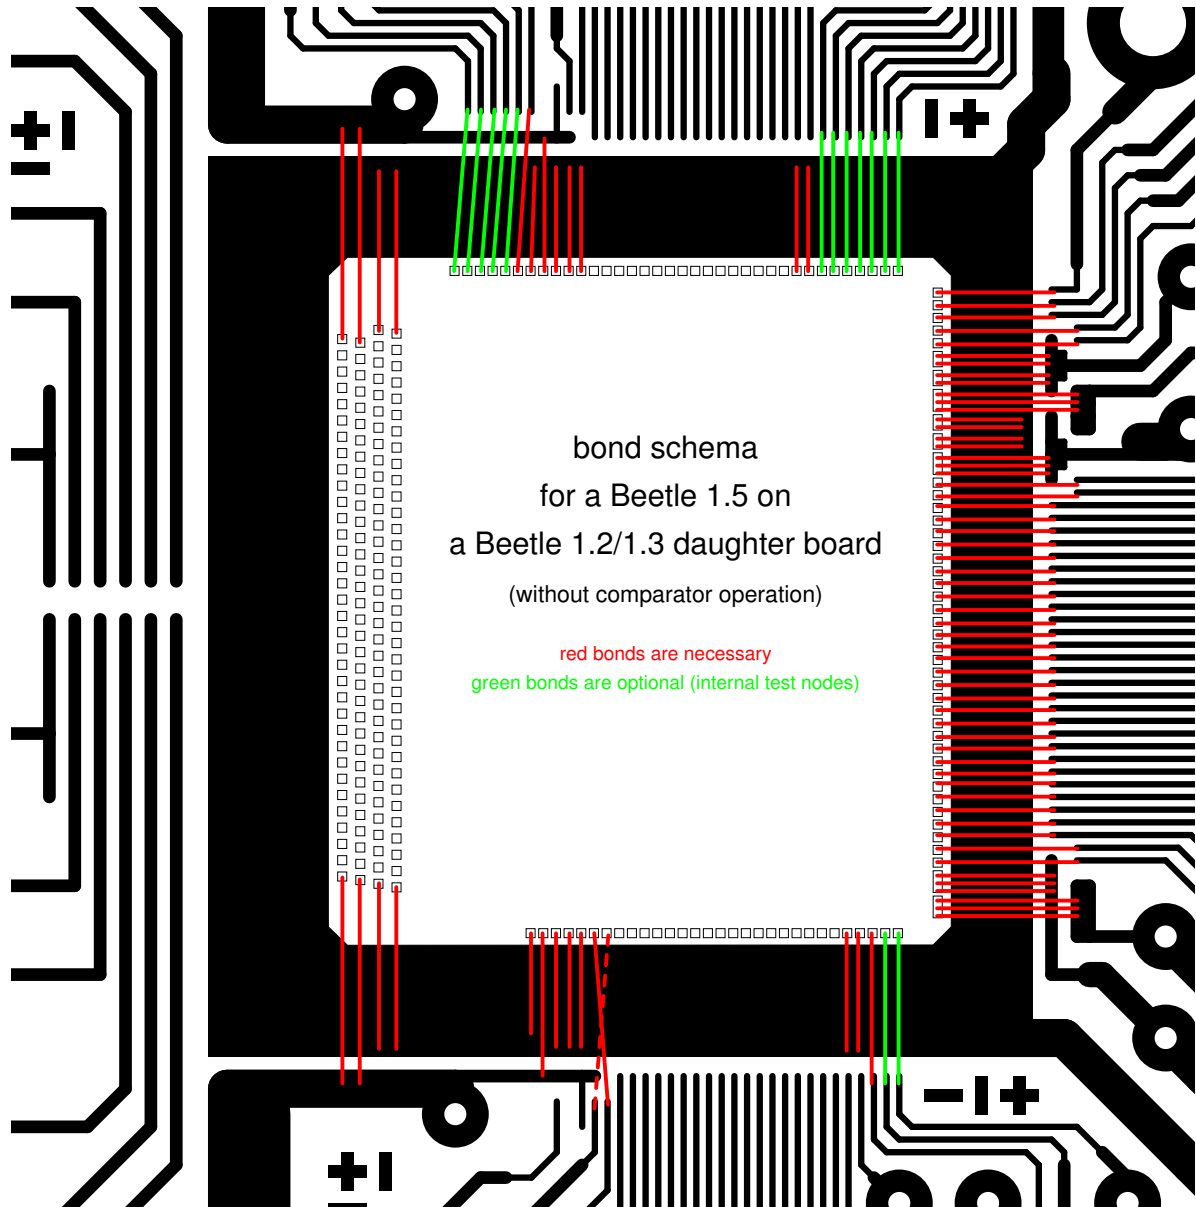 bond schema
for a Beetle 1.5 on
a Beetle 1.2/1.3 daughter board
(without comparator operation)
red bonds are necessary
green bonds are optional (internal test nodes)